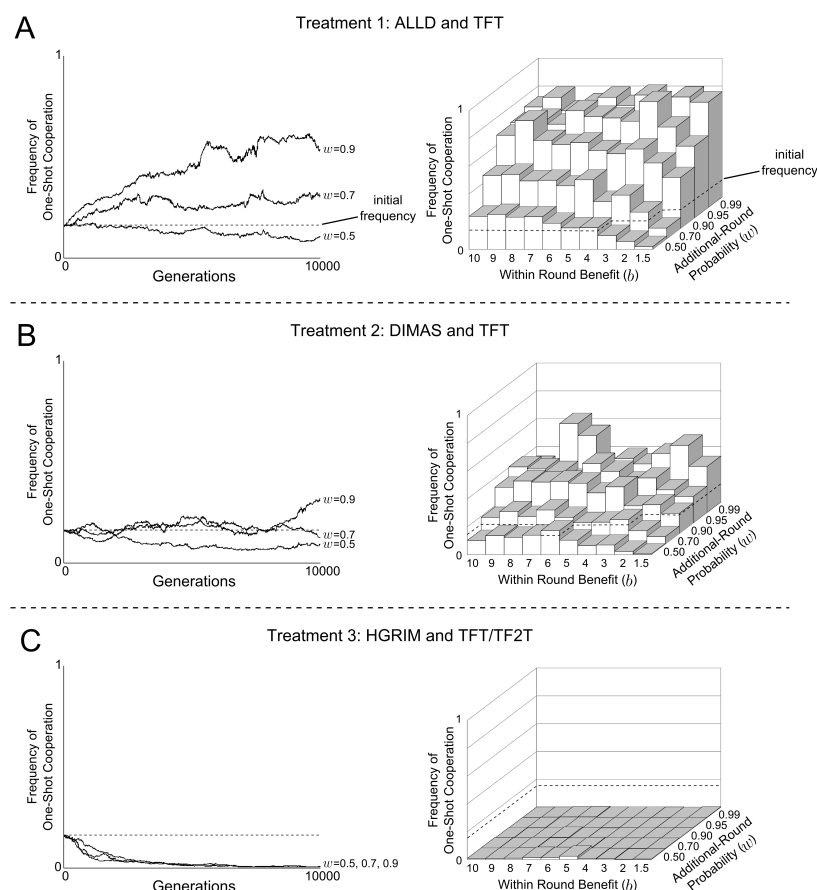 A
Treatment 1: ALLD and TFT
1
Frequency of
One-Shot Cooperation
w=0.9
w=0.7
w=0.5
initial
frequency
0
0
Generations
10000
1
Frequency of
One-Shot Cooperation
0
10 9 8 7 6 5 4 3 2 1.5
Within Round Benefit (b)
0.99
0.95
0.90
0.70
0.50
Additional-Round
Probability (w)
initial
frequency
B
Treatment 2: DIMAS and TFT
1
Frequency of
One-Shot Cooperation
w=0.9
w=0.7
w=0.5
0
0
Generations
10000
1
Frequency of
One-Shot Cooperation
0
10 9 8 7 6 5 4 3 2 1.5
Within Round Benefit (b)
0.99
0.95
0.90
0.70
0.50
Additional-Round
Probability (w)
C
Treatment 3: HGRIM and TFT/TF2T
1
Frequency of
One-Shot Cooperation
w=0.5, 0.7, 0.9
0
0
Generations
10000
1
Frequency of
One-Shot Cooperation
0
10 9 8 7 6 5 4 3 2 1.5
Within Round Benefit (b)
0.99
0.95
0.90
0.70
0.50
Additional-Round
Probability (w)